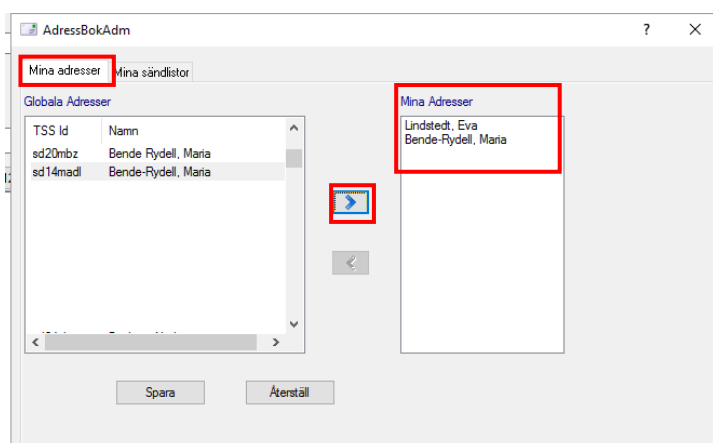 AdressBokAdm ?
Mina adresser Mina sändlistor
Globala Adresser
TSS Id Namn
sd20mbz Bende Rydell, Maria
sd14madl Bende-Rydell, Maria
Mina Adresser
Lindstedt, Eva
Bende-Rydell, Maria
Spara Återställ